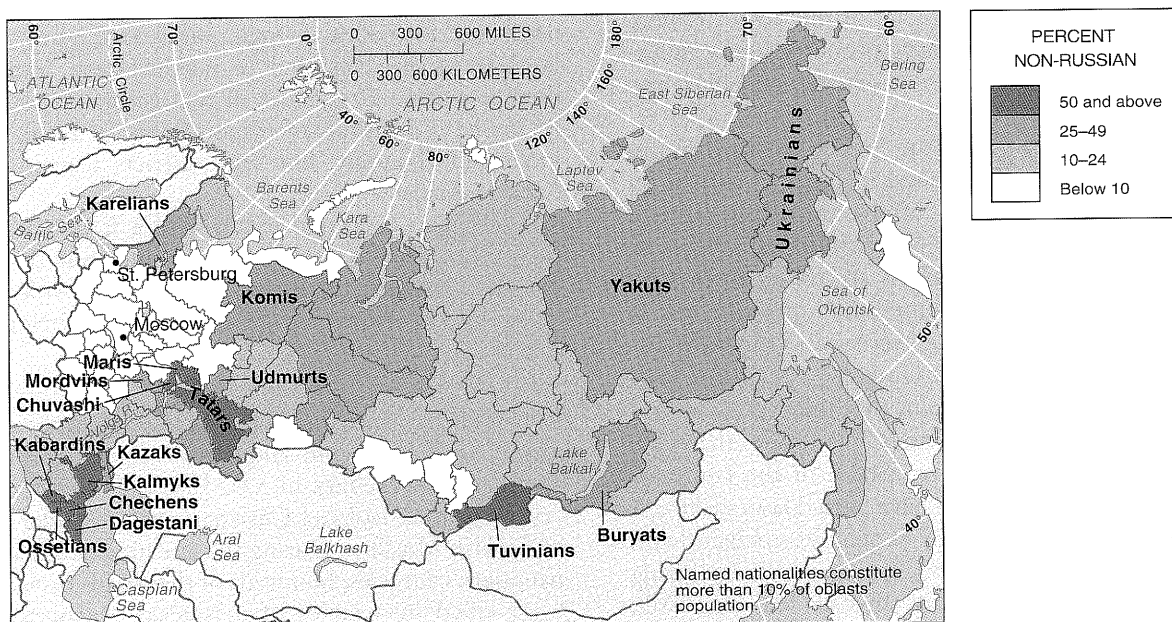 60°
Arctic Circle
70°
0°
0 300 600 MILES
0 300 600 KILOMETERS
180°
70°
60°
ATLANTIC
OCEAN
ARCTIC OCEAN
160°
140°
120°
80°
60°
40°
East Siberian
Sea
Bering
Sea
Laptev
Sea
Barents
Sea
Kara
Sea
Karelians
Baltic Sea
St. Petersburg
Ukrainians
Komis
Yakuts
Sea of
Okhotsk
50°
Moscow
Maris
Mordvins
Chuvashi
Udmurts
Tatars
Volga
Kabardins
Kazaks
Kalmyks
Chechens
Dagestani
Ossetians
Lake
Baikal
Tuvinians
Buryats
Aral
Sea
Lake
Balkhash
Caspian
Sea
40°
Named nationalities constitute
more than 10% of oblasts'
population.
PERCENT
NON-RUSSIAN
50 and above
25–49
10–24
Below 10